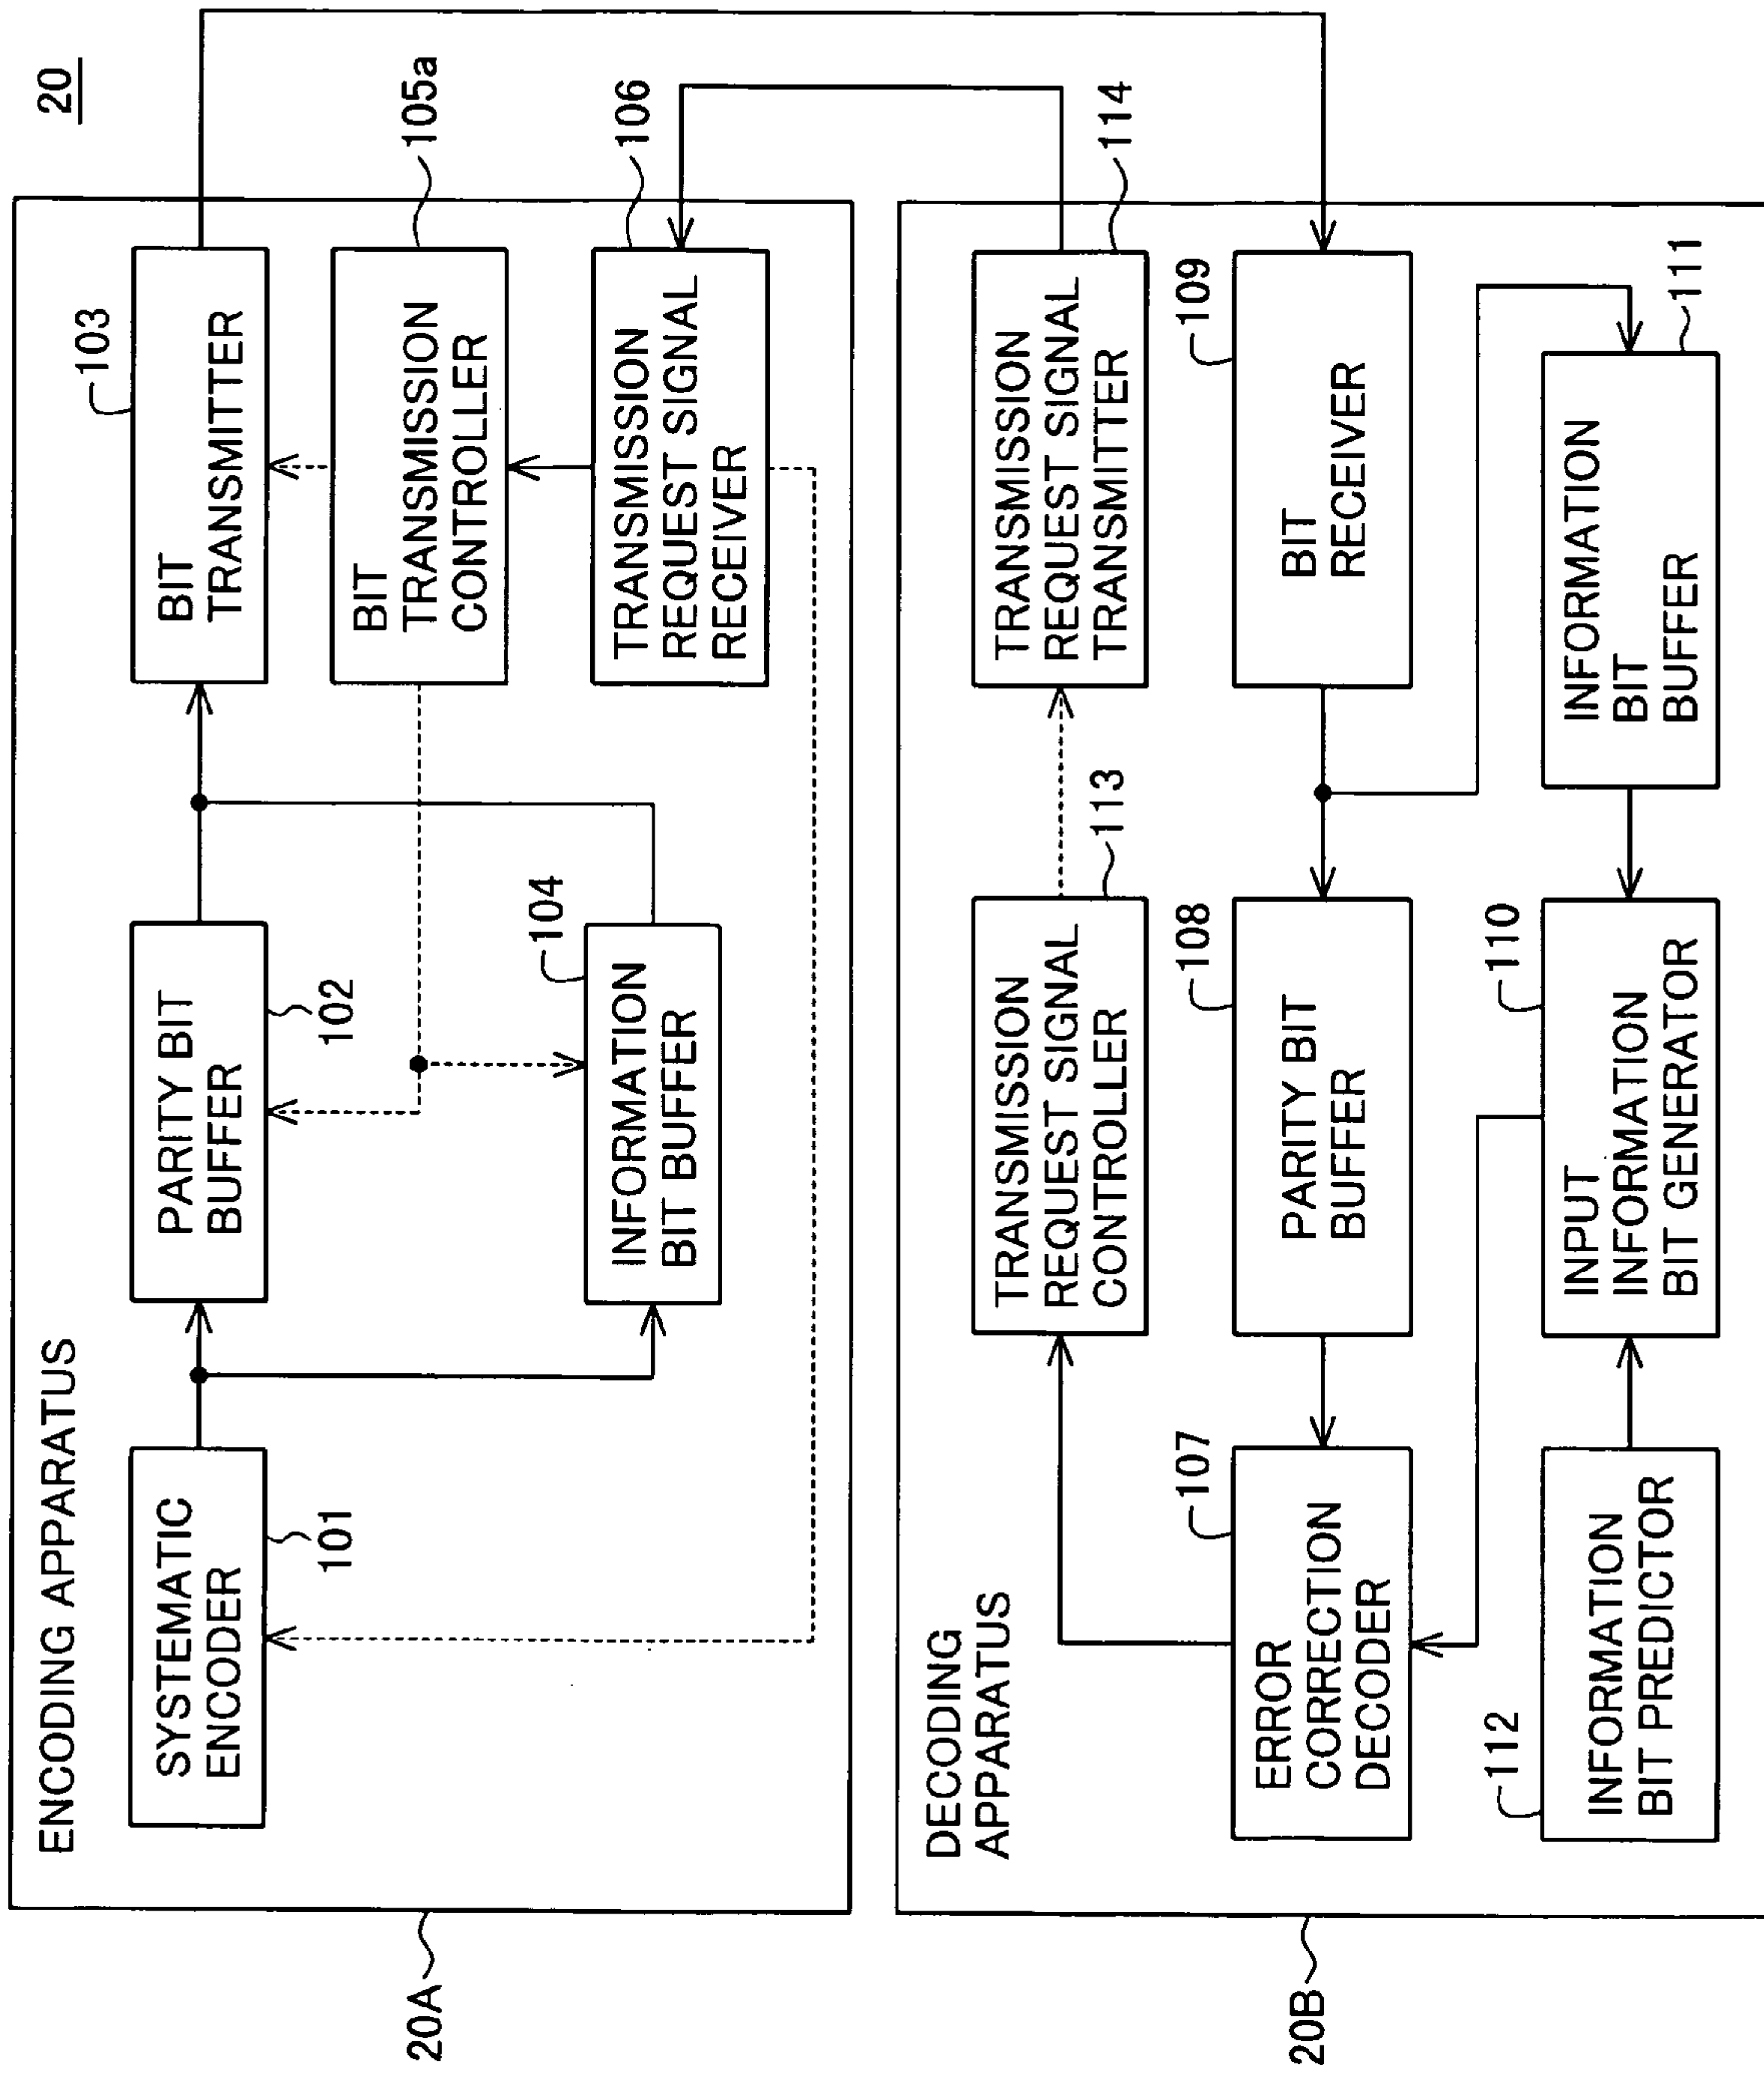 20
ENCODING APPARATUS
20A
SYSTEMATIC
ENCODER
101
PARITY BIT
BUFFER
102
BIT
TRANSMITTER
103
INFORMATION
BIT BUFFER
104
BIT
TRANSMISSION
CONTROLLER
105a
TRANSMISSION
REQUEST SIGNAL
RECEIVER
106
DECODING
APPARATUS
20B
TRANSMISSION
REQUEST SIGNAL
CONTROLLER
113
TRANSMISSION
REQUEST SIGNAL
TRANSMITTER
114
ERROR
CORRECTION
DECODER
107
PARITY BIT
BUFFER
108
BIT
RECEIVER
109
INFORMATION
BIT PREDICTOR
112
INPUT
INFORMATION
BIT GENERATOR
110
INFORMATION
BIT
BUFFER
111